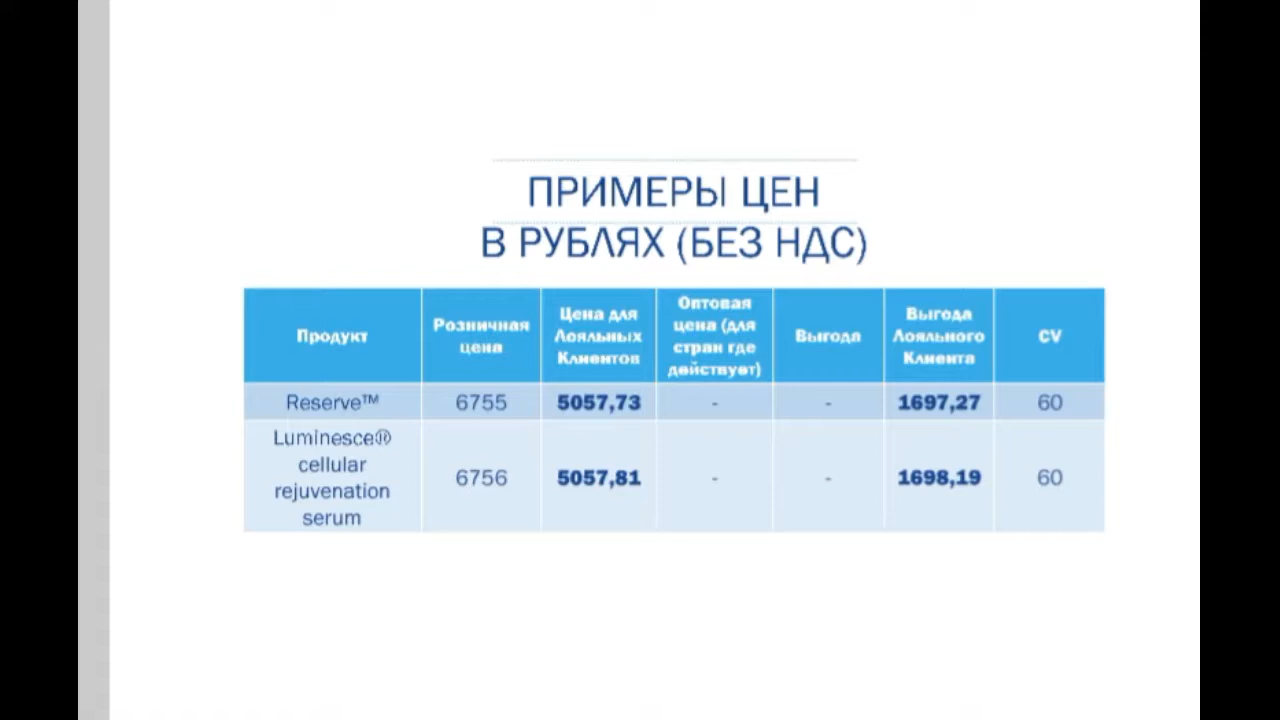 ПРИМЕРЫ ЦЕН
В РУБЛЯХ (БЕЗ НДС)
Продукт
Розничная
цена
Цена для
Лояльных
Клиентов
Оптовая
цена (для
стран где
действует)
Выгода
Выгода
Лояльного
Клиента
CV
Reserve™
6755
5057,73
-
-
1697,27
60
Luminesce®
cellular
rejuvenation
serum
6756
5057,81
-
-
1698,19
60